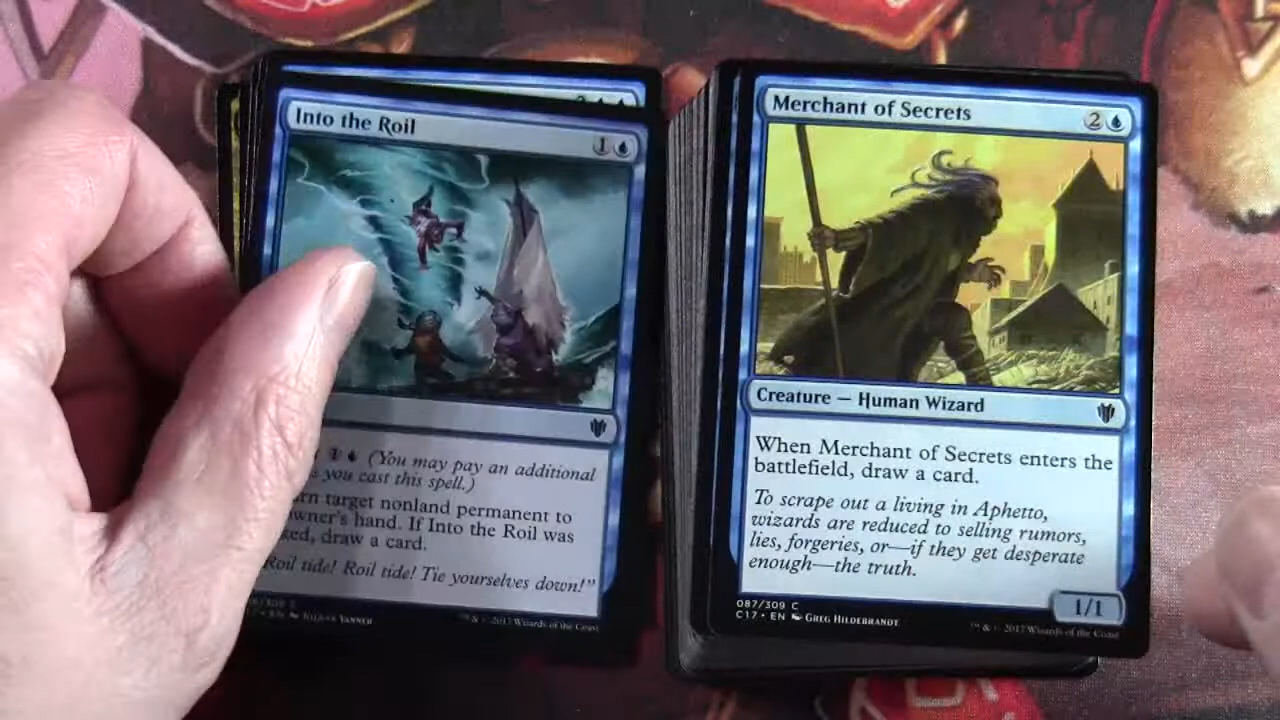 Into the Roil
1
(You may pay an additional
you cast this spell.)
target nonland permanent to
owner's hand. If Into the Roil was
draw a card.
Roil tide! Roil tide! Tie yourselves down!"
EN
™ & © 2017 Wizards of the Coast
Merchant of Secrets
2
Creature — Human Wizard
When Merchant of Secrets enters the
battlefield, draw a card.
To scrape out a living in Aphetto,
wizards are reduced to selling rumors,
lies, forgeries, or—if they get desperate
enough—the truth.
1/1
087/309 C
C17 • EN Greg Hildebrandt
™ & © 2017 Wizards of the Coast